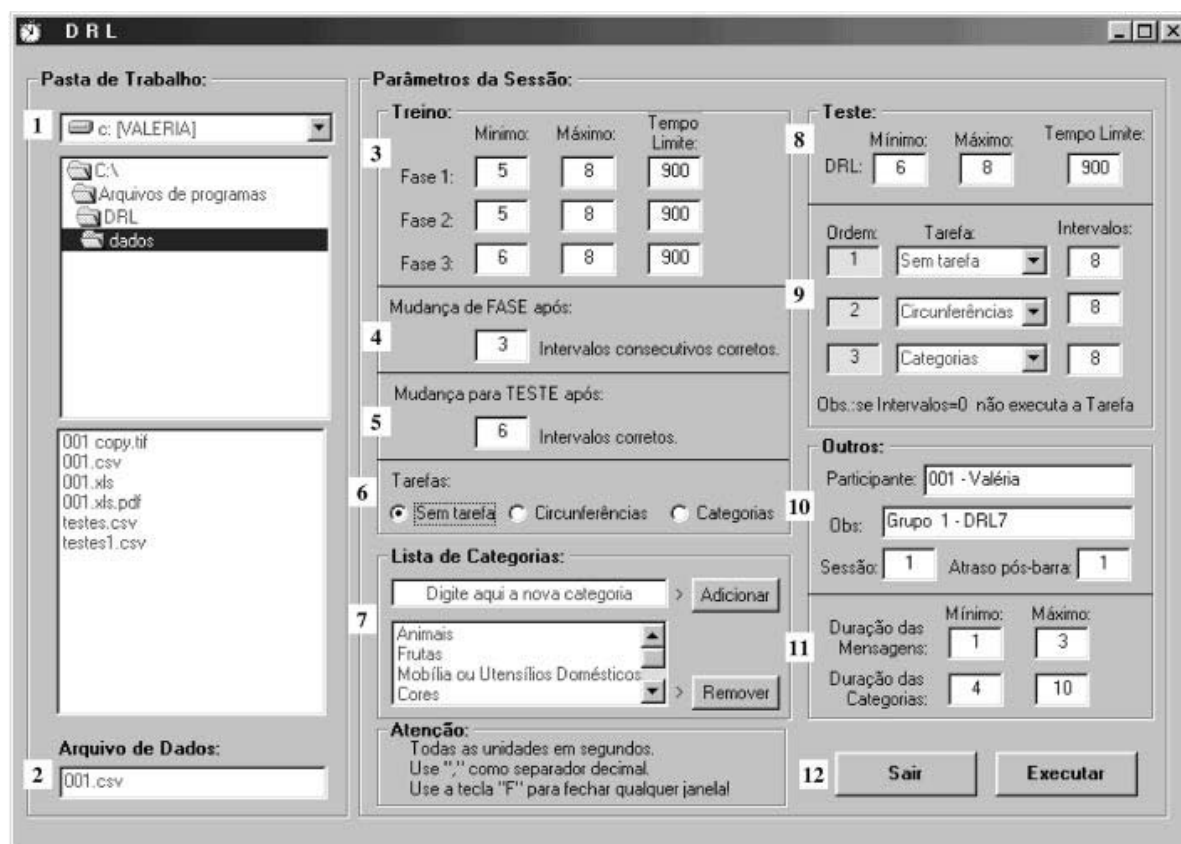 DRL
Pasta de Trabalho:
1
c: [VALERIA]
C:\
Arquivos de programas
DRL
dados
001 copy.tif
001.csv
001.xls
001.xls.pdf
testes.csv
testes1.csv
Arquivo de Dados:
2
001.csv
Parâmetros da Sessão:
Treino:
3
Minimo: Máximo: Tempo
Limite:
Fase 1: 5 8 900
Fase 2: 5 8 900
Fase 3: 6 8 900
Mudança de FASE após:
4
3 Intervalos consecutivos corretos.
Mudança para TESTE após:
5
6 Intervalos corretos.
6
Tarefas:
Sem tarefa Circunferências Categorias
Lista de Categorias:
Digite aqui a nova categoria > Adicionar
7
Animais
Frutas
Mobília ou Utensílios Domésticos
Cores > Remover
Atenção:
Todas as unidades em segundos.
Use "," como separador decimal.
Use a tecla "F" para fechar qualquer janela!
Teste:
8
Mínimo: Máximo: Tempo Limite:
DRL: 6 8 900
Ordem: Tarefa: Intervalos:
1 Sem tarefa 8
9
2 Circunferências 8
3 Categorias 8
Obs.:se Intervalos=0 não executa a Tarefa
Outros:
Participante: 001 - Valéria
10
Obs: Grupo 1 - DRL7
Sessão: 1 Atraso pós-barra: 1
Mínimo: Máximo:
11
Duração das
Mensagens: 1 3
Duração das
Categorias: 4 10
12
Sair Executar